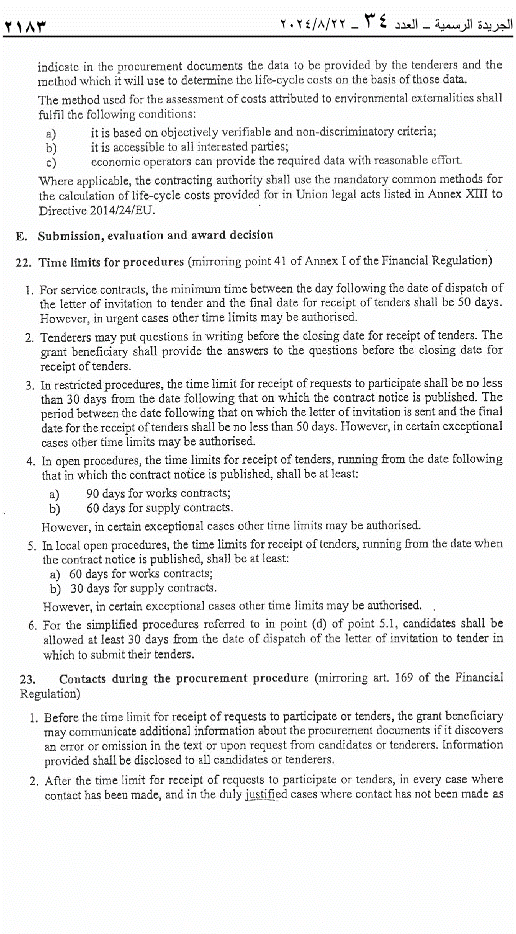 الجريدة الرسمية – العدد ٣٤ – ٢٠٢٤/٨/٢٢
٢١٨٣
indicate in the procurement documents the data to be provided by the tenderers and the
method which it will use to determine the life-cycle costs on the basis of those data.
The method used for the assessment of costs attributed to environmental externalities shall
fulfil the following conditions:
a) it is based on objectively verifiable and non-discriminatory criteria;
b) it is accessible to all interested parties;
c) economic operators can provide the required data with reasonable effort.
Where applicable, the contracting authority shall use the mandatory common methods for
the calculation of life-cycle costs provided for in Union legal acts listed in Annex XIII to
Directive 2014/24/EU.
E. Submission, evaluation and award decision
22. Time limits for procedures (mirroring point 41 of Annex I of the Financial Regulation)
1. For service contracts, the minimum time between the day following the date of dispatch of
the letter of invitation to tender and the final date for receipt of tenders shall be 50 days.
However, in urgent cases other time limits may be authorised.
2. Tenderers may put questions in writing before the closing date for receipt of tenders. The
grant beneficiary shall provide the answers to the questions before the closing date for
receipt of tenders.
3. In restricted procedures, the time limit for receipt of requests to participate shall be no less
than 30 days from the date following that on which the contract notice is published. The
period between the date following that on which the letter of invitation is sent and the final
date for the receipt of tenders shall be no less than 50 days. However, in certain exceptional
cases other time limits may be authorised.
4. In open procedures, the time limits for receipt of tenders, running from the date following
that in which the contract notice is published, shall be at least:
a) 90 days for works contracts;
b) 60 days for supply contracts.
However, in certain exceptional cases other time limits may be authorised.
5. In local open procedures, the time limits for receipt of tenders, running from the date when
the contract notice is published, shall be at least:
a) 60 days for works contracts;
b) 30 days for supply contracts.
However, in certain exceptional cases other time limits may be authorised.
6. For the simplified procedures referred to in point (d) of point 5.1, candidates shall be
allowed at least 30 days from the date of dispatch of the letter of invitation to tender in
which to submit their tenders.
23. Contacts during the procurement procedure (mirroring art. 169 of the Financial
Regulation)
1. Before the time limit for receipt of requests to participate or tenders, the grant beneficiary
may communicate additional information about the procurement documents if it discovers
an error or omission in the text or upon request from candidates or tenderers. Information
provided shall be disclosed to all candidates or tenderers.
2. After the time limit for receipt of requests to participate or tenders, in every case where
contact has been made, and in the duly justified cases where contact has not been made as